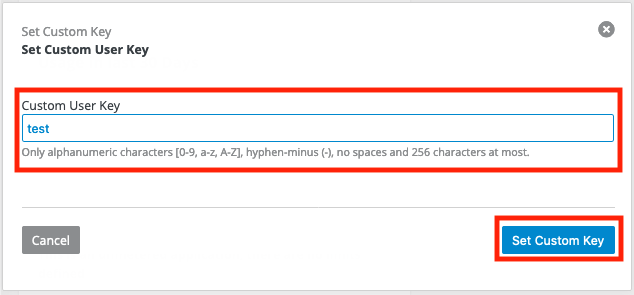 Set Custom Key
Set Custom User Key
Custom User Key
test
Only alphanumeric characters [0-9, a-z, A-Z], hyphen-minus (-), no spaces and 256 characters at most.
Cancel
Set Custom Key